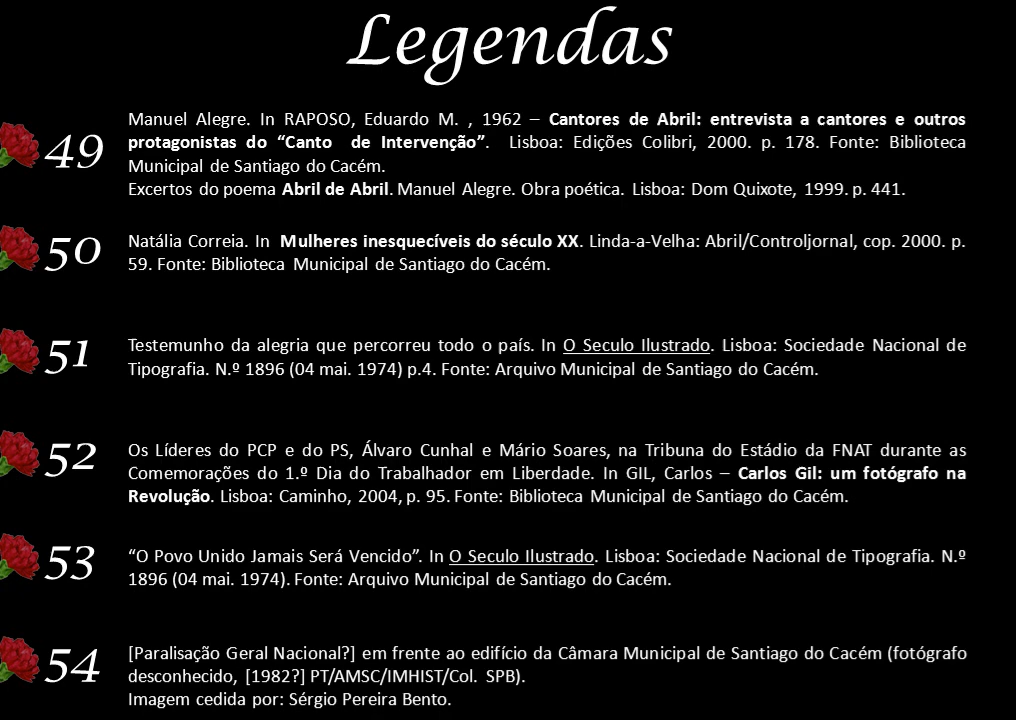 Legendas
49
Manuel Alegre. In RAPOSO, Eduardo M. , 1962 – Cantores de Abril: entrevista a cantores e outros
protagonistas do “Canto de Intervenção”. Lisboa: Edições Colibri, 2000. p. 178. Fonte: Biblioteca
Municipal de Santiago do Cacém.
Excertos do poema Abril de Abril. Manuel Alegre. Obra poética. Lisboa: Dom Quixote, 1999. p. 441.
50
Natália Correia. In Mulheres inesquecíveis do século XX. Linda-a-Velha: Abril/Controljornal, cop. 2000. p.
59. Fonte: Biblioteca Municipal de Santiago do Cacém.
51
Testemunho da alegria que percorreu todo o país. In O Seculo Ilustrado. Lisboa: Sociedade Nacional de
Tipografia. N.º 1896 (04 mai. 1974) p.4. Fonte: Arquivo Municipal de Santiago do Cacém.
52
Os Líderes do PCP e do PS, Álvaro Cunhal e Mário Soares, na Tribuna do Estádio da FNAT durante as
Comemorações do 1.º Dia do Trabalhador em Liberdade. In GIL, Carlos – Carlos Gil: um fotógrafo na
Revolução. Lisboa: Caminho, 2004, p. 95. Fonte: Biblioteca Municipal de Santiago do Cacém.
53
“O Povo Unido Jamais Será Vencido”. In O Seculo Ilustrado. Lisboa: Sociedade Nacional de Tipografia. N.º
1896 (04 mai. 1974). Fonte: Arquivo Municipal de Santiago do Cacém.
54
[Paralisação Geral Nacional?] em frente ao edifício da Câmara Municipal de Santiago do Cacém (fotógrafo
desconhecido, [1982?] PT/AMSC/IMHIST/Col. SPB).
Imagem cedida por: Sérgio Pereira Bento.